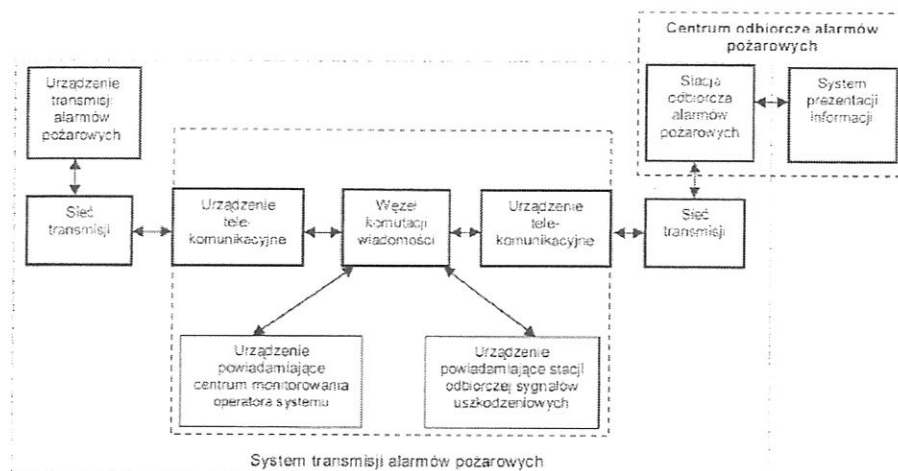 Centrum odbiorcze alarmów
pożarowych
Urządzenie
transmisji
alarmów
pożarowych
Stacja
odbiorcza
alarmów
pożarowych
System
prezentacji
informacji
Sieć
transmisji
Urządzenie
tele-
komunikacyjne
Węzeł
komutacji
wiadomości
Urządzenie
tele-
komunikacyjne
Sieć
transmisji
Urządzenie
powiadamiające
centrum monitorowania
operatora systemu
Urządzenie
powiadamiające stacji
odbiorczej sygnałów
uszkodzeniowych
System transmisji alarmów pożarowych